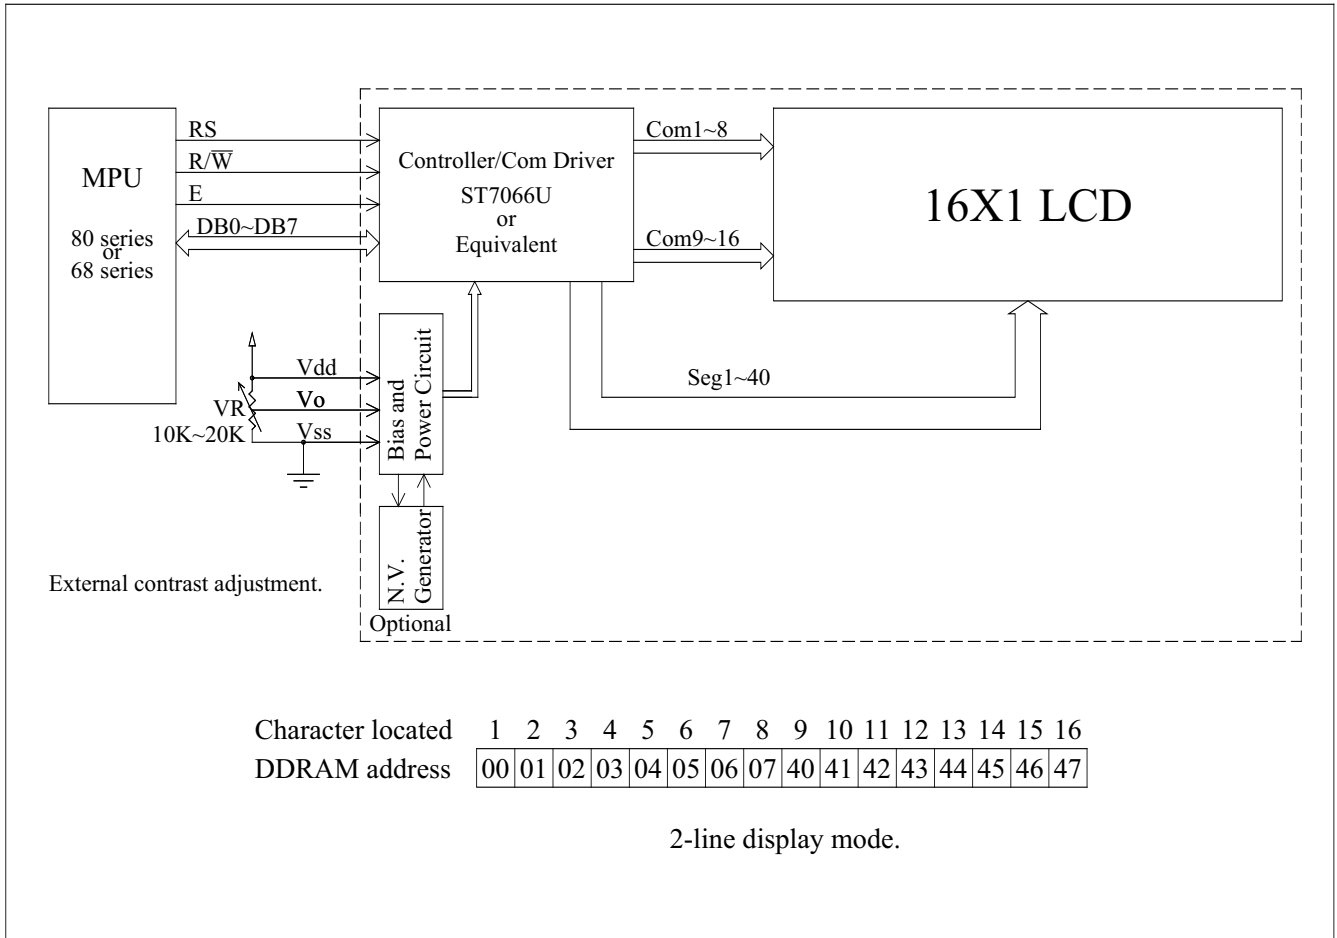 RS
R/W̅
E
DB0~DB7
MPU
80 series
or
68 series
Controller/Com Driver
ST7066U
or
Equivalent
Com1~8
Com9~16
16X1 LCD
Seg1~40
Vdd
Vo
Vss
VR
10K~20K
Bias and
Power Circuit
N.V.
Generator
Optional
External contrast adjustment.
Character located 1 2 3 4 5 6 7 8 9 10 11 12 13 14 15 16
DDRAM address 00 01 02 03 04 05 06 07 40 41 42 43 44 45 46 47
2-line display mode.